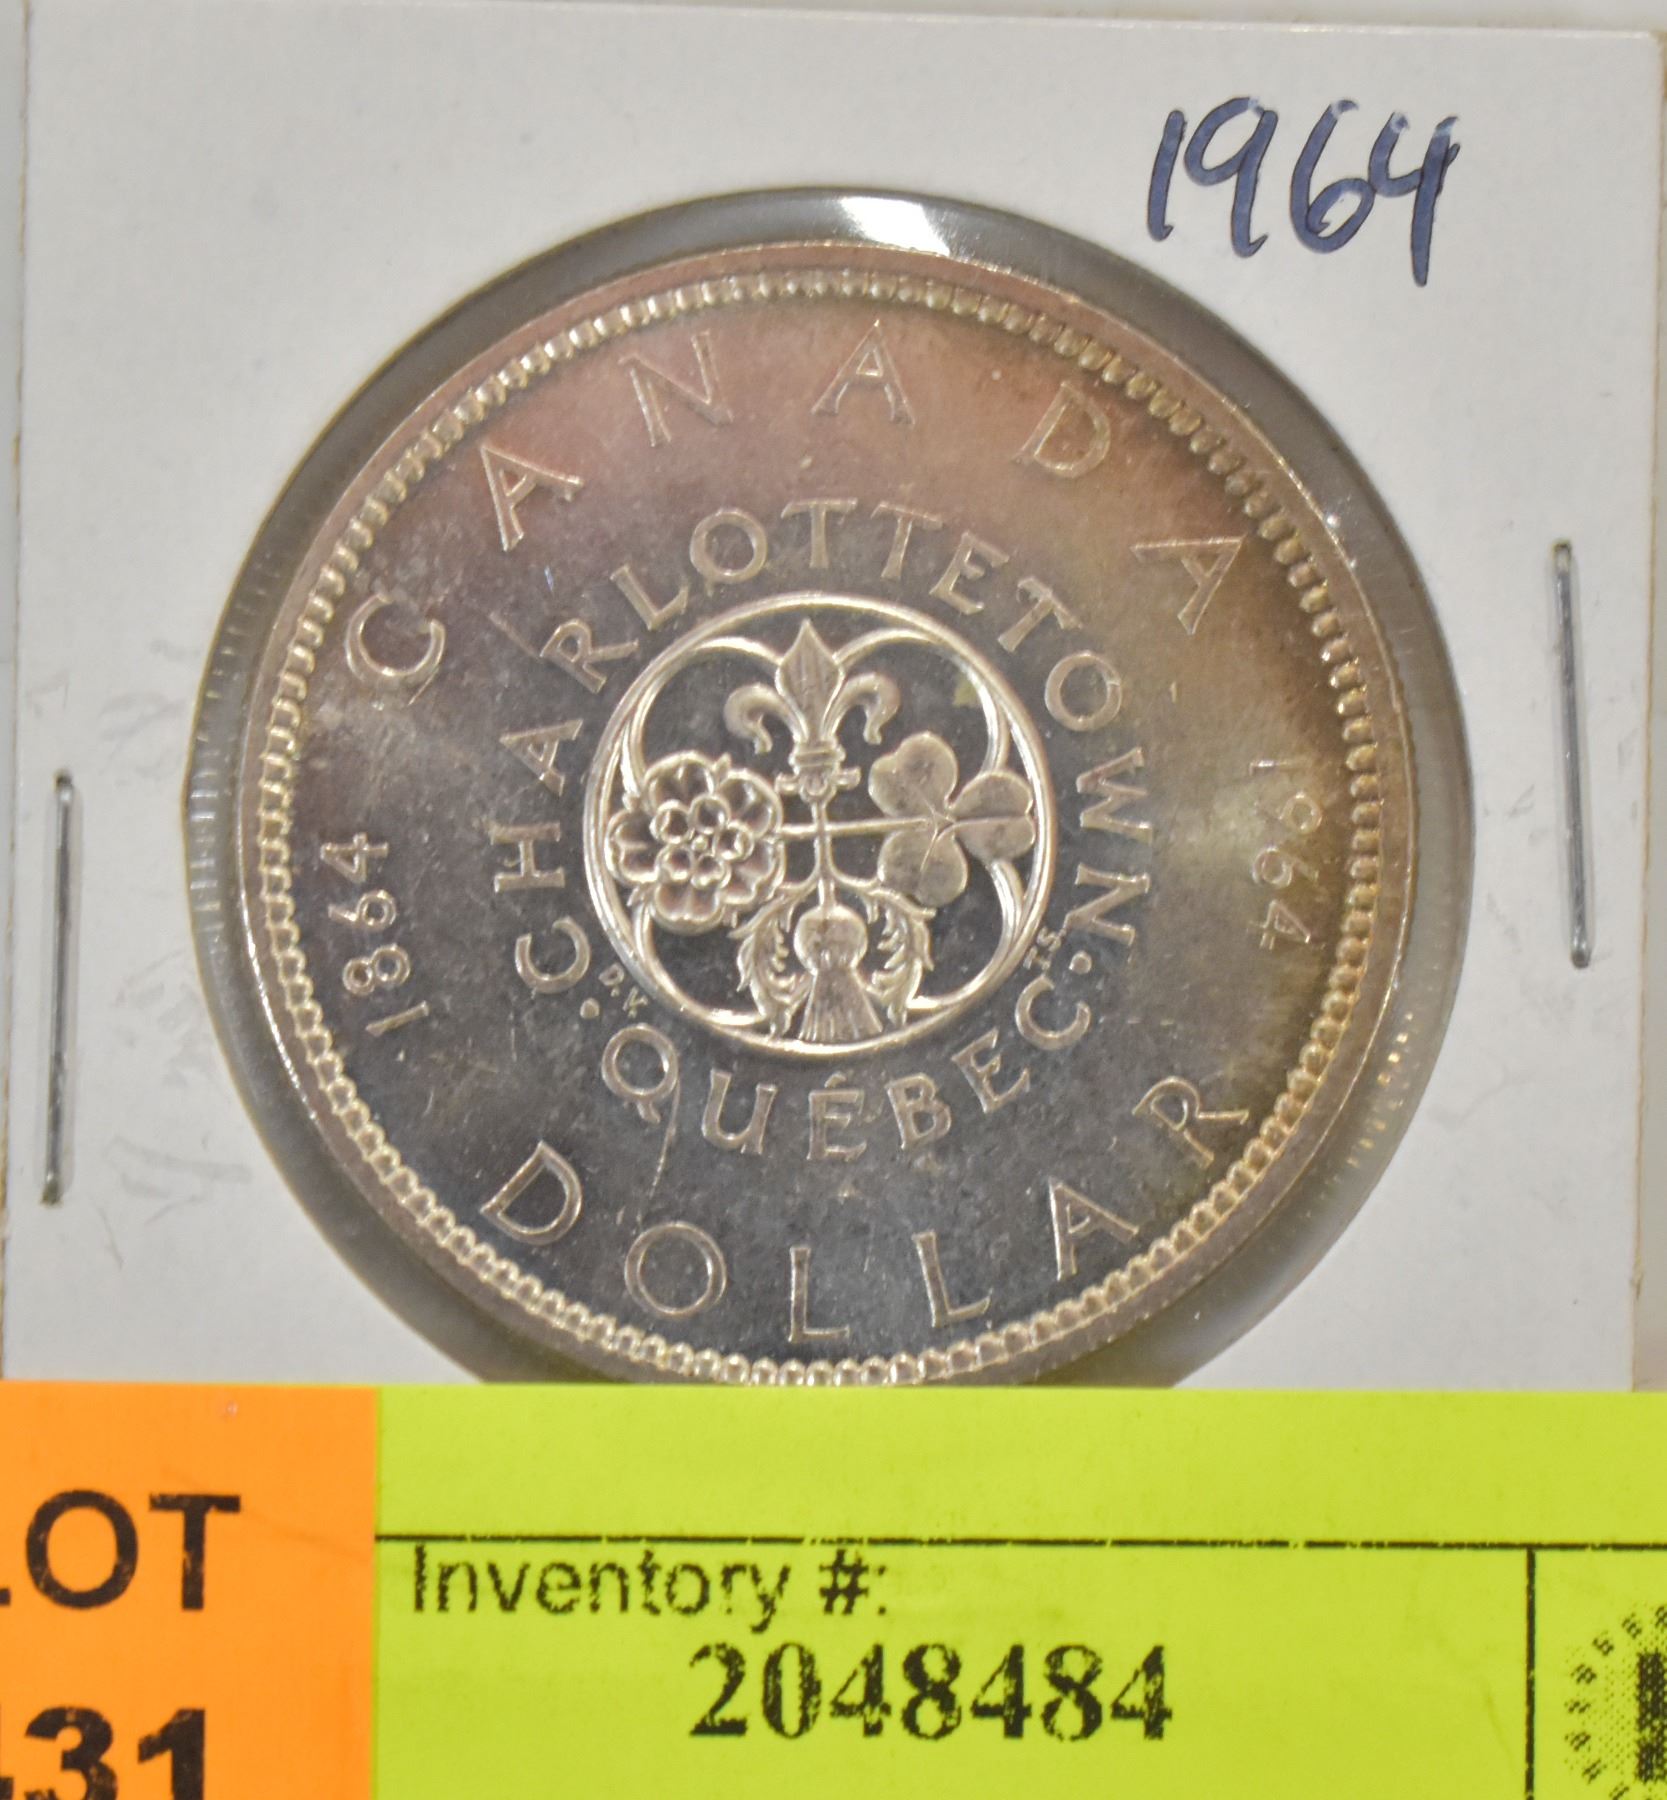 1964
CANADA
CHARLOTTETOWN · QUÉBEC ·
1864
1964
D.V.
T.S.
DOLLAR
LOT
431
Inventory #:
2048484